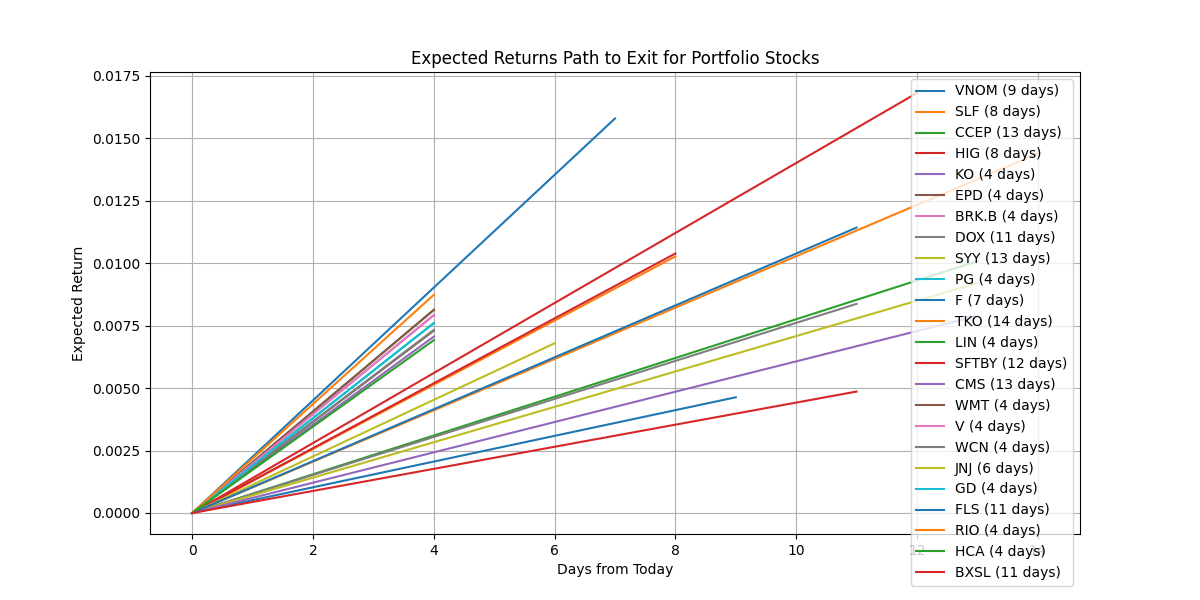 Expected Returns Path to Exit for Portfolio Stocks
Expected Return
0.0175
0.0150
0.0125
0.0100
0.0075
0.0050
0.0025
0.0000
0 2 4 6 8 10 12
Days from Today
VNOM (9 days)
SLF (8 days)
CCEP (13 days)
HIG (8 days)
KO (4 days)
EPD (4 days)
BRK.B (4 days)
DOX (11 days)
SYY (13 days)
PG (4 days)
F (7 days)
TKO (14 days)
LIN (4 days)
SFTBY (12 days)
CMS (13 days)
WMT (4 days)
V (4 days)
WCN (4 days)
JNJ (6 days)
GD (4 days)
FLS (11 days)
RIO (4 days)
HCA (4 days)
BXSL (11 days)